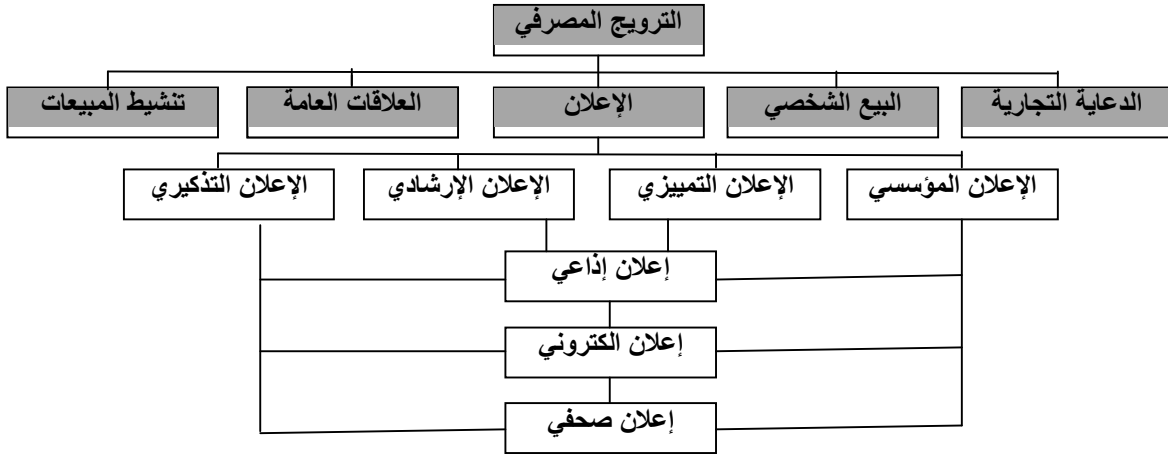 الترويج المصرفي
الدعاية التجارية
البيع الشخصي
الإعلان
العلاقات العامة
تنشيط المبيعات
الإعلان المؤسسي
الإعلان التمييزي
الإعلان الإرشادي
الإعلان التذكيري
إعلان إذاعي
إعلان الكتروني
إعلان صحفي